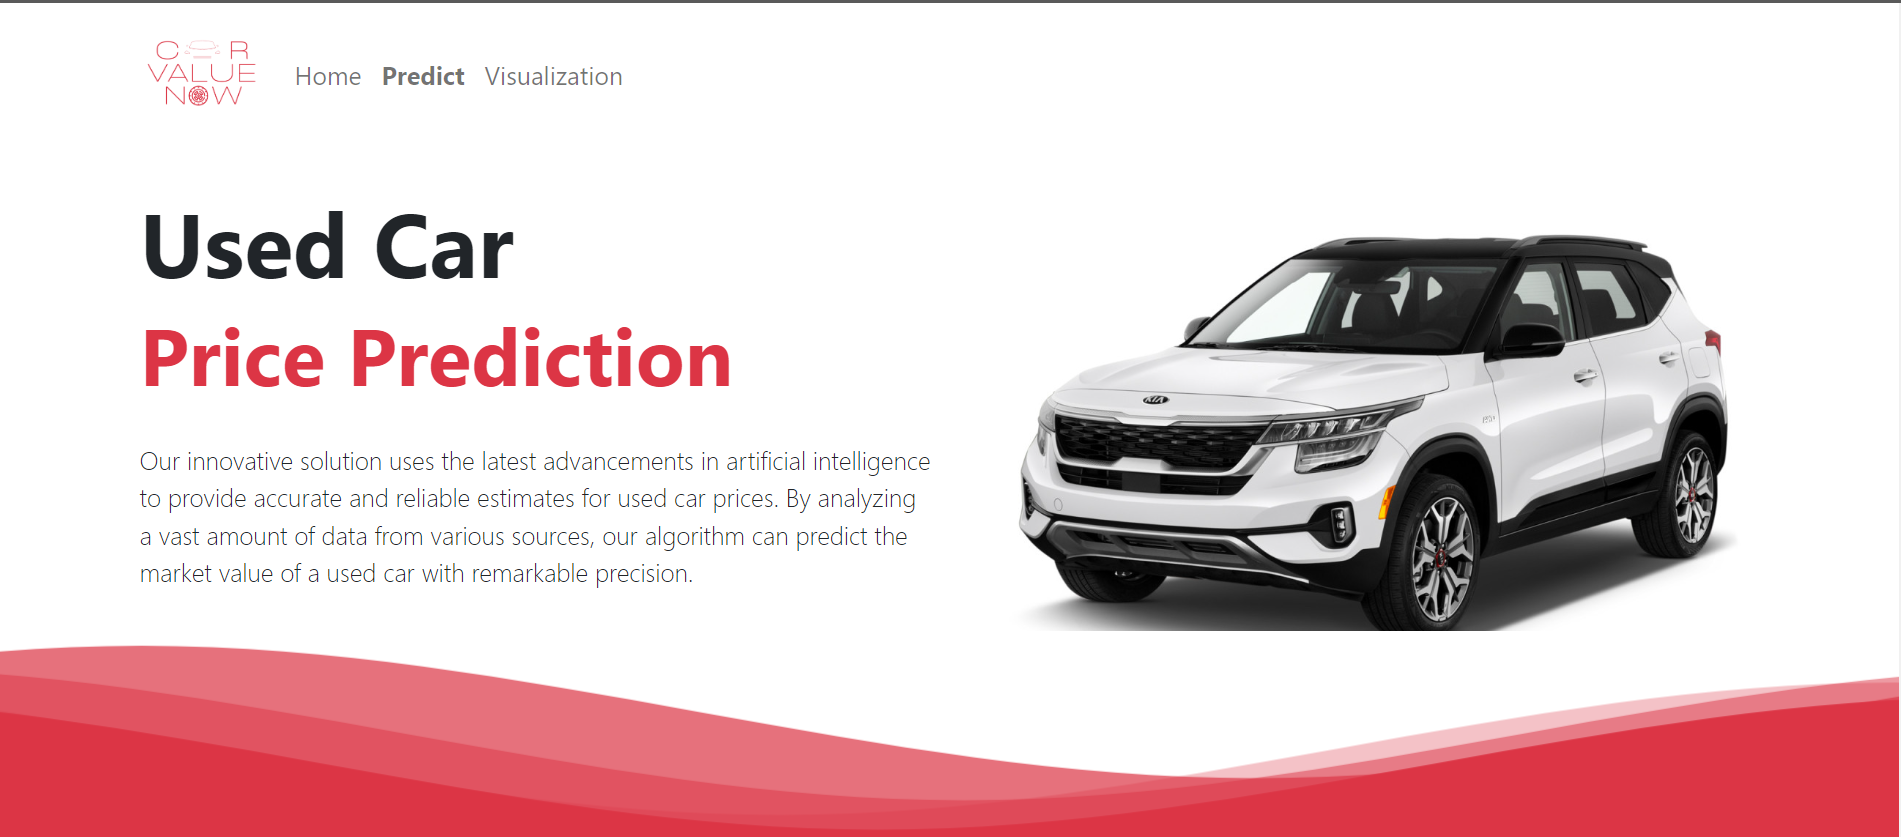 C R
VALUE
NOW
Home Predict Visualization
Used Car
Price Prediction
Our innovative solution uses the latest advancements in artificial intelligence
to provide accurate and reliable estimates for used car prices. By analyzing
a vast amount of data from various sources, our algorithm can predict the
market value of a used car with remarkable precision.
KIA